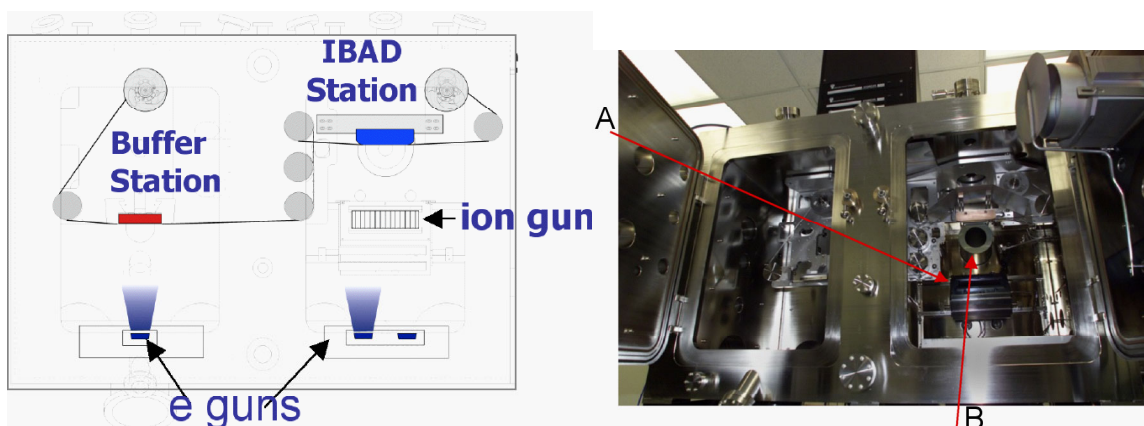 IBAD
Station
Buffer
Station
ion gun
e guns
A
B